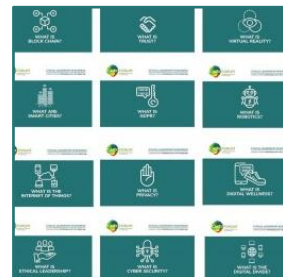 WHAT IS
BLOCK CHAIN?
WHAT IS
TRUST?
WHAT IS
VIRTUAL REALITY?
WHAT ARE
SMART CITIES?
WHAT IS
GDPR?
WHAT IS
ROBOTICS?
WHAT IS THE
INTERNET OF THINGS?
WHAT IS
PRIVACY?
WHAT IS
DIGITAL WELLNESS?
WHAT IS
ETHICAL LEADERSHIP?
WHAT IS
CYBER SECURITY?
WHAT IS THE
DIGITAL DIVIDE?